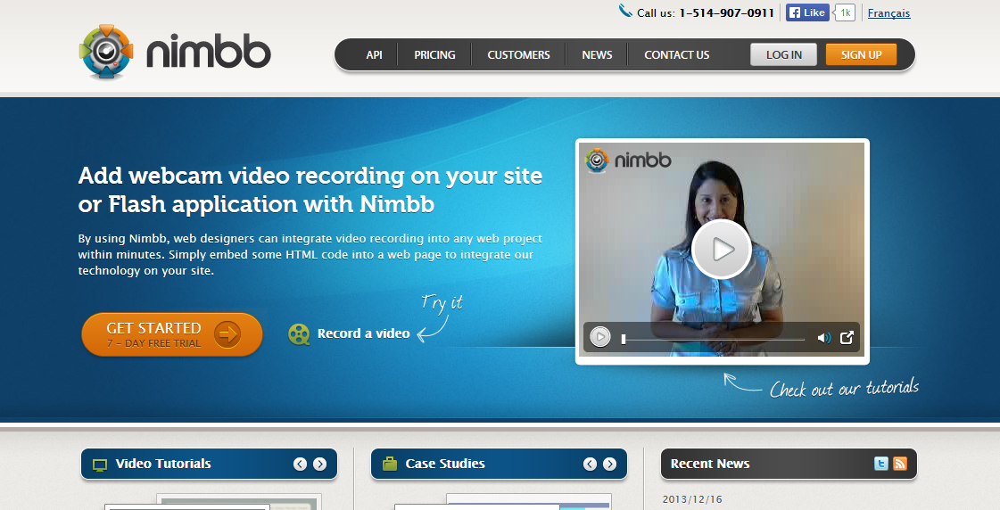 Call us: 1-514-907-0911
Like
1k
Français
nimbb
API
PRICING
CUSTOMERS
NEWS
CONTACT US
LOG IN
SIGN UP
Add webcam video recording on your site
or Flash application with Nimbb
By using Nimbb, web designers can integrate video recording into any web project
within minutes. Simply embed some HTML code into a web page to integrate our
technology on your site.
GET STARTED
7 - DAY FREE TRIAL
Record a video
Try it
nimbb
Check out our tutorials
Video Tutorials
Case Studies
Recent News
2013/12/16